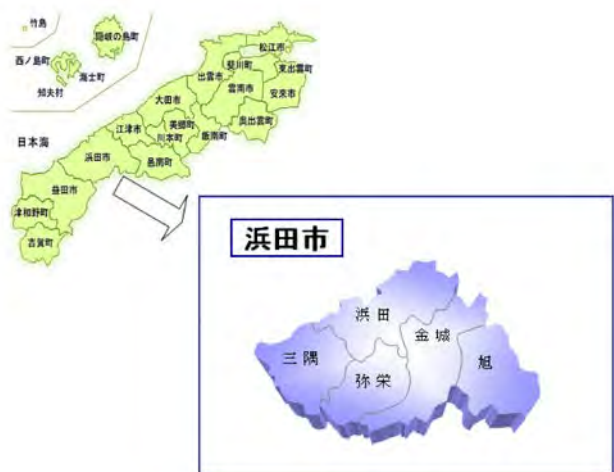 竹島
隠岐の島町
西ノ島町
海士町
知夫村
松江市
斐川町
東出雲町
出雲市
雲南市
安来市
大田市
奥出雲町
江津市
美郷町
飯南町
川本町
日本海
浜田市
邑南町
益田市
津和野町
吉賀町
浜田市
浜田
金城
三隅
旭
弥栄